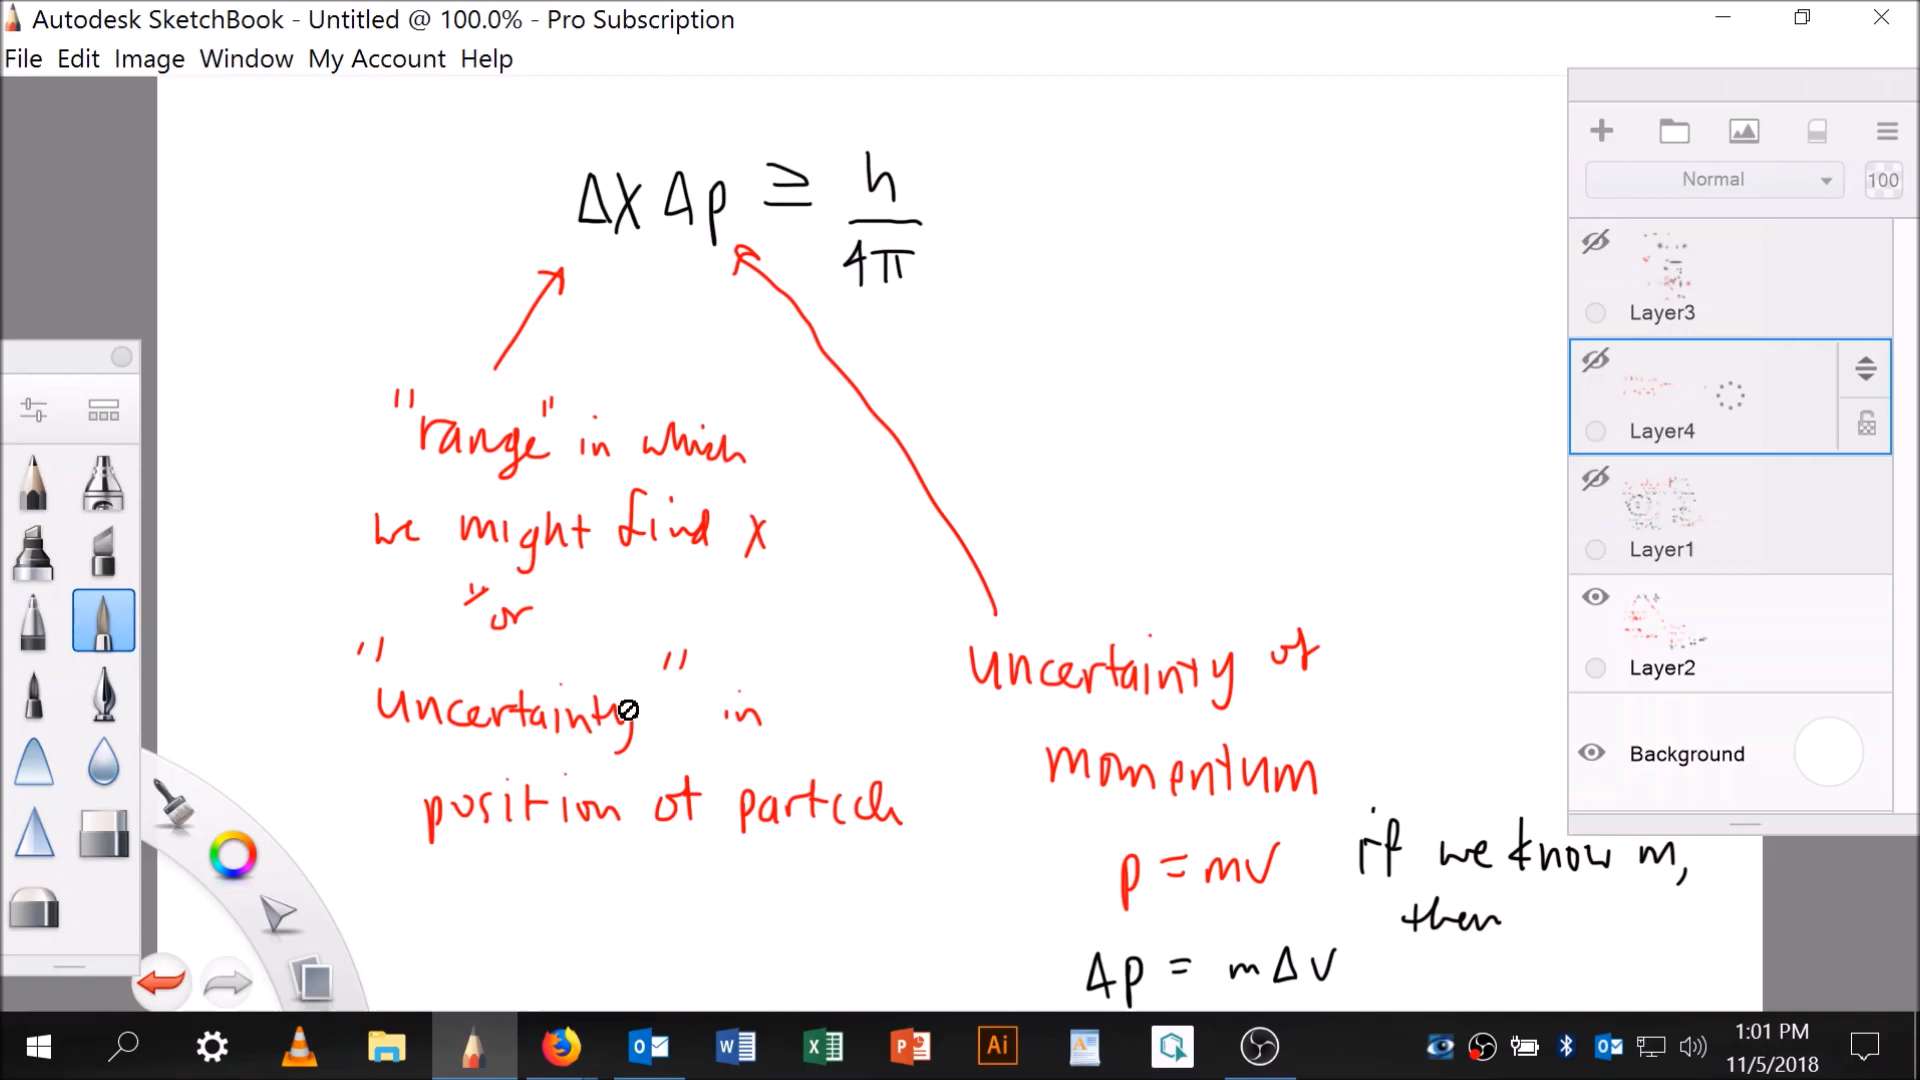 Autodesk SketchBook - Untitled @ 100.0% - Pro Subscription
File Edit Image Window My Account Help
Δx Δp ≥ h
4π
"range" in which
we might find x
" or
"uncertainty" in
position of particle
uncertainty of
momentum
p = mv
if we know m,
then
Δp = mΔv
Normal
100
Layer3
Layer4
Layer1
Layer2
Background
Ai
1:01 PM
11/5/2018